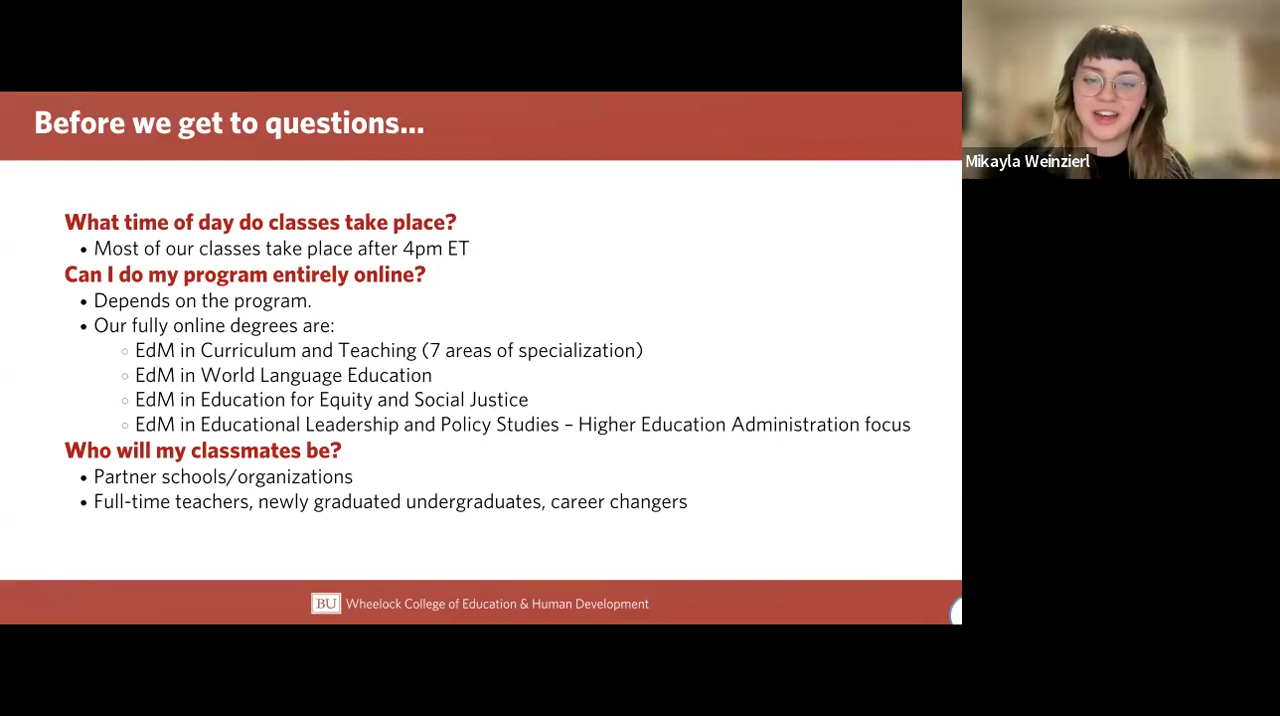 Before we get to questions...
Mikayla Weinzierl
What time of day do classes take place?
• Most of our classes take place after 4pm ET
Can I do my program entirely online?
• Depends on the program.
• Our fully online degrees are:
○ EdM in Curriculum and Teaching (7 areas of specialization)
○ EdM in World Language Education
○ EdM in Education for Equity and Social Justice
○ EdM in Educational Leadership and Policy Studies – Higher Education Administration focus
Who will my classmates be?
• Partner schools/organizations
• Full-time teachers, newly graduated undergraduates, career changers
BU Wheelock College of Education & Human Development